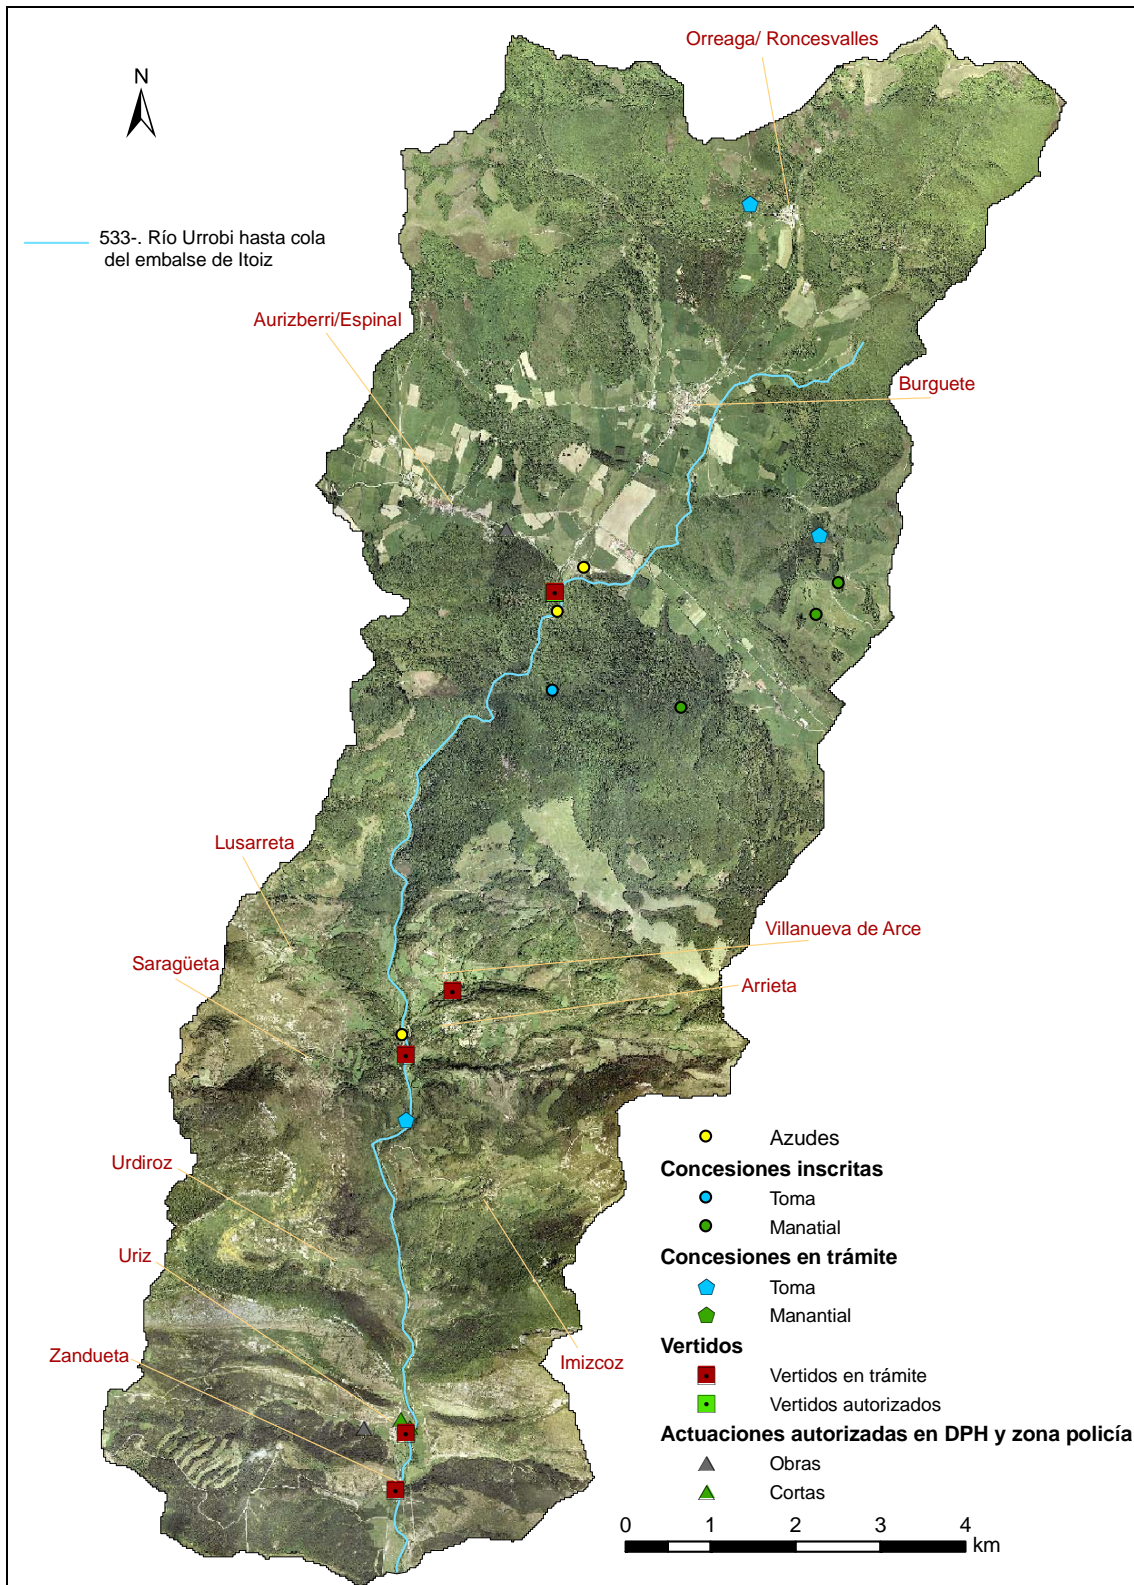 Orreaga/ Roncesvalles
N
533-. Río Urrobi hasta cola
del embalse de Itoiz
Aurizberri/Espinal
Burguete
Lusarreta
Villanueva de Arce
Saragüeta
Arrieta
Urdiroz
Uriz
Zandueta
Imizcoz
Azudes
Concesiones inscritas
Toma
Manatial
Concesiones en trámite
Toma
Manantial
Vertidos
Vertidos en trámite
Vertidos autorizados
Actuaciones autorizadas en DPH y zona policía
Obras
Cortas
0 1 2 3 4
km